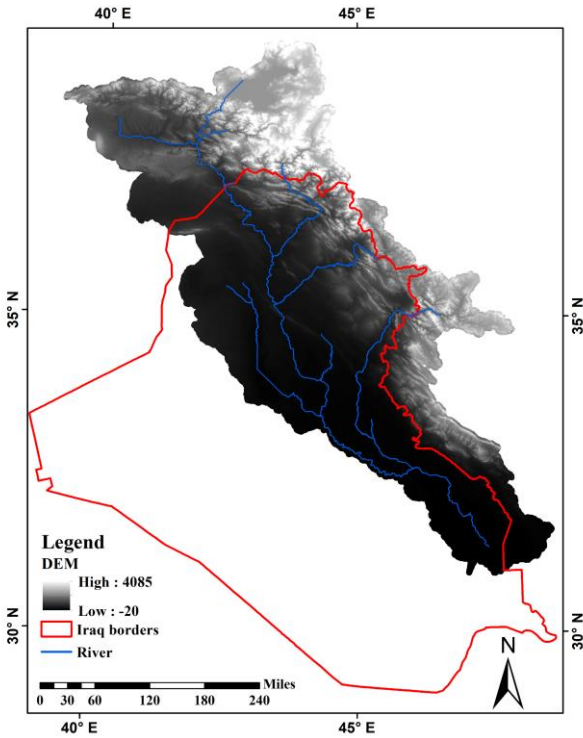 40° E 45° E
35° N 35° N
Legend
DEM
High : 4085
Low : -20
Iraq borders
River
30° N 30° N
N
0 15 30 60 120 180 240 Miles
40° E 45° E